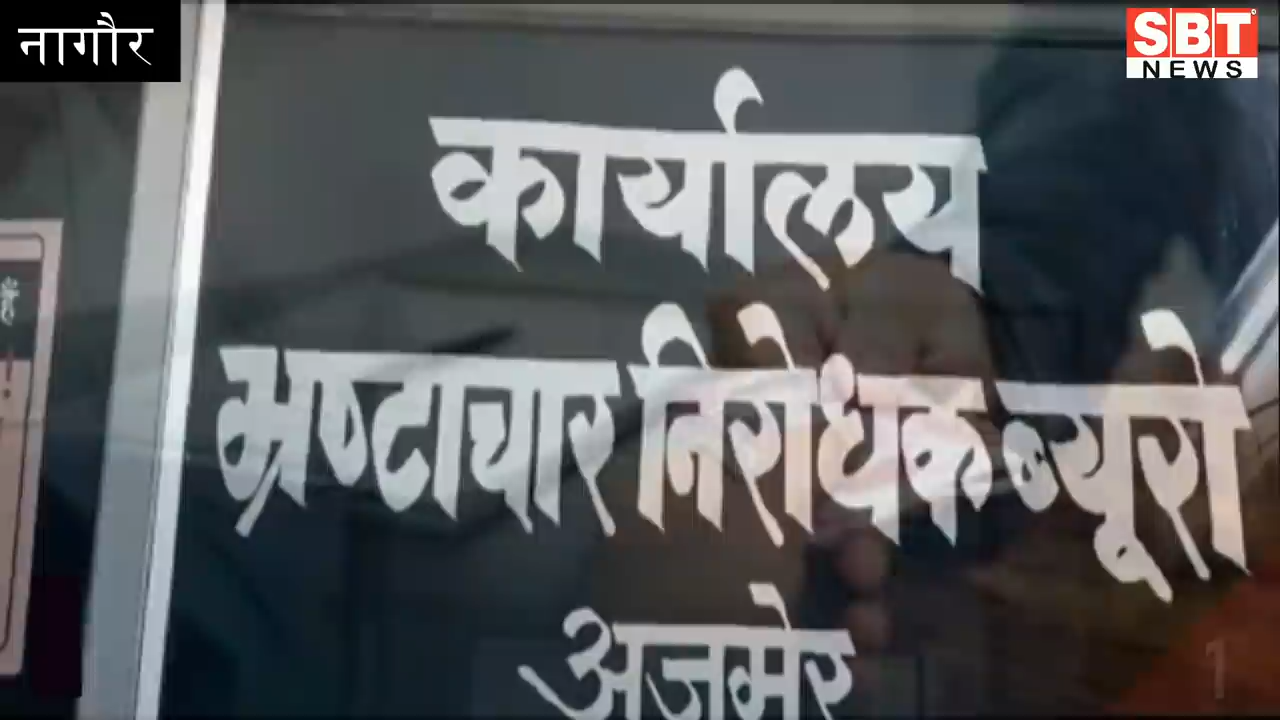 नागौर
SBT
NEWS
कार्यालय
भ्रष्टाचार निरोधक ब्यूरो
अजमेर